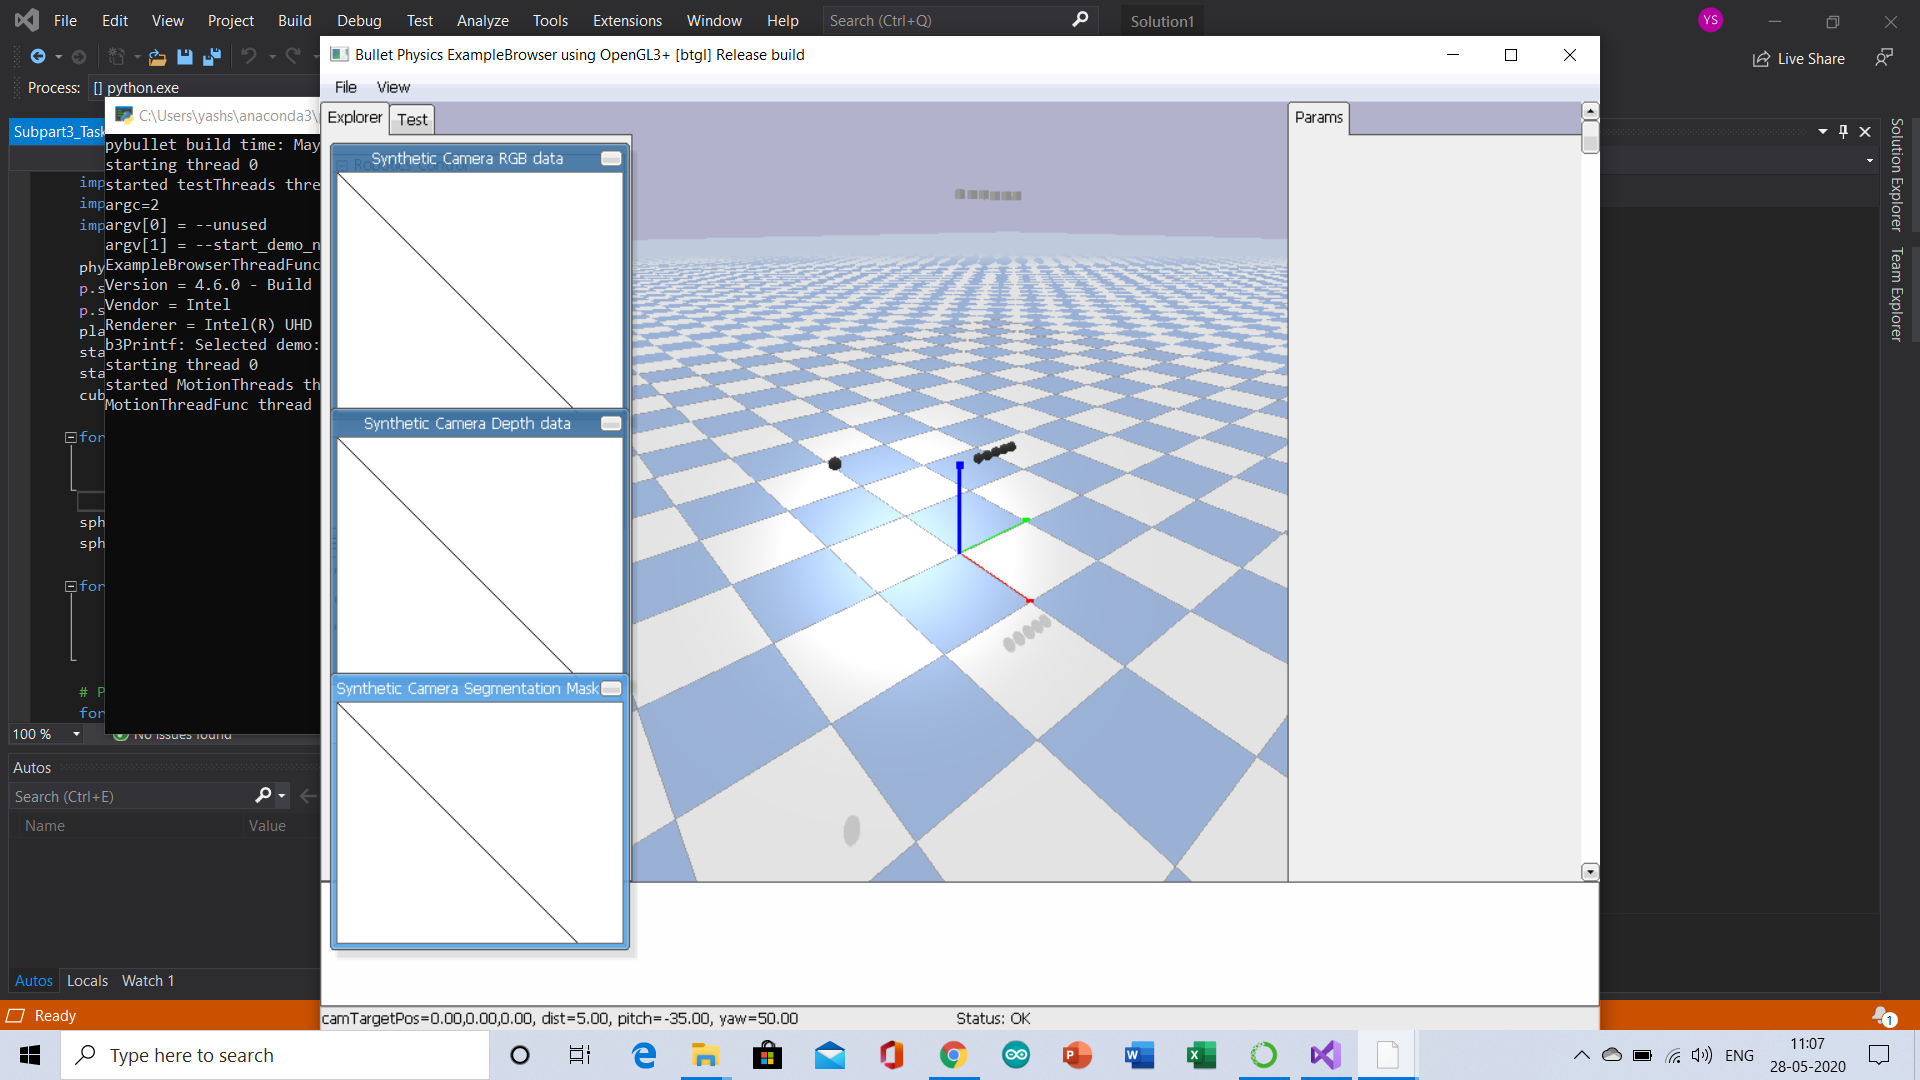 File Edit View Project Build Debug Test Analyze Tools Extensions Window Help Search (Ctrl+Q) Solution1 YS
Live Share
Process: [] python.exe
Bullet Physics ExampleBrowser using OpenGL3+ [btgl] Release build
File View
Explorer Test
Params
C:\Users\yashs\anaconda3\
Subpart3_Task
pybullet build time: May
starting thread 0
started testThreads thre
argc=2
argv[0] = --unused
argv[1] = --start_demo_n
ExampleBrowserThreadFunc
Version = 4.6.0 - Build
Vendor = Intel
Renderer = Intel(R) UHD
b3Printf: Selected demo:
starting thread 0
started MotionThreads th
MotionThreadFunc thread
imp
imp
imp
phy
p.s
p.s
pla
sta
sta
cub
for
sph
sph
for
# P
for
Synthetic Camera RGB data
Synthetic Camera Depth data
Synthetic Camera Segmentation Mask
Solution Explorer
Team Explorer
100 %
No issues found
Autos
Search (Ctrl+E)
Name Value
Autos Locals Watch 1
Ready
camTargetPos=0.00,0.00,0.00, dist=5.00, pitch=-35.00, yaw=50.00 Status: OK
1
Type here to search
ENG
11:07
28-05-2020